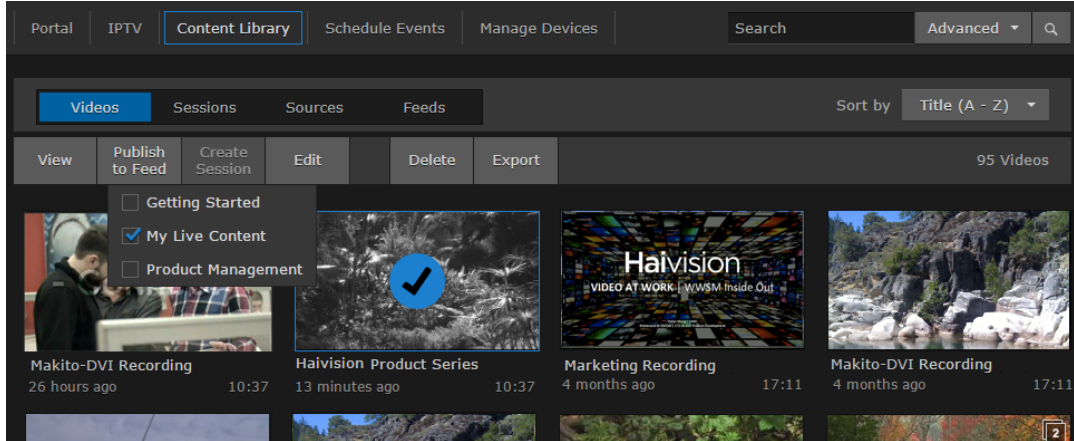 Portal IPTV Content Library Schedule Events Manage Devices Search Advanced
Videos Sessions Sources Feeds Sort by Title (A - Z)
View Publish to Feed Create Session Edit Delete Export 95 Videos
Getting Started
My Live Content
Product Management
Haivision
VIDEO AT WORK | WWSM Inside Out
Makito-DVI Recording Haivision Product Series Marketing Recording Makito-DVI Recording
26 hours ago 10:37 13 minutes ago 10:37 4 months ago 17:11 4 months ago 17:11
2